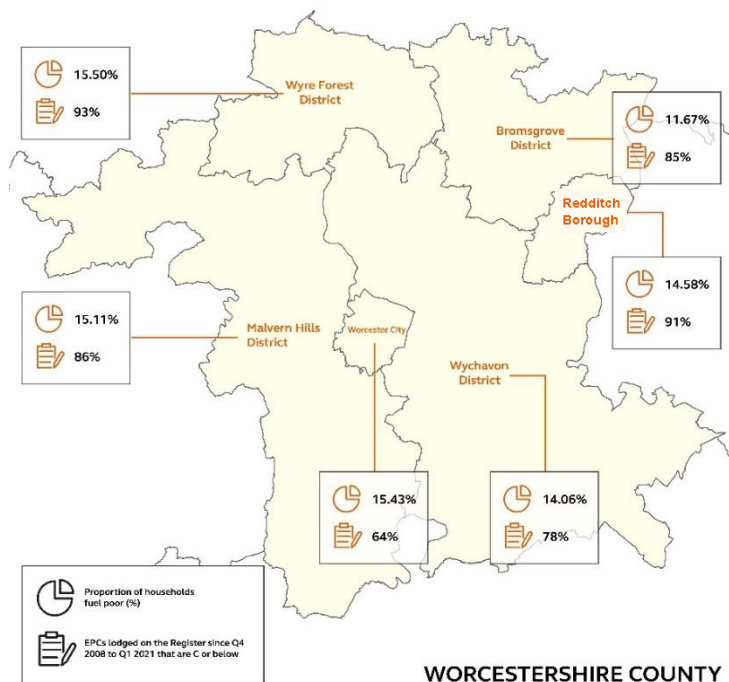 15.50%
93%
Wyre Forest
District
Bromsgrove
District
11.67%
85%
Redditch
Borough
14.58%
91%
15.11%
86%
Malvern Hills
District
Worcester City
Wychavon
District
15.43%
64%
14.06%
78%
Proportion of households
fuel poor (%)
EPCs lodged on the Register since Q4
2008 to Q1 2021 that are C or below
WORCESTERSHIRE COUNTY